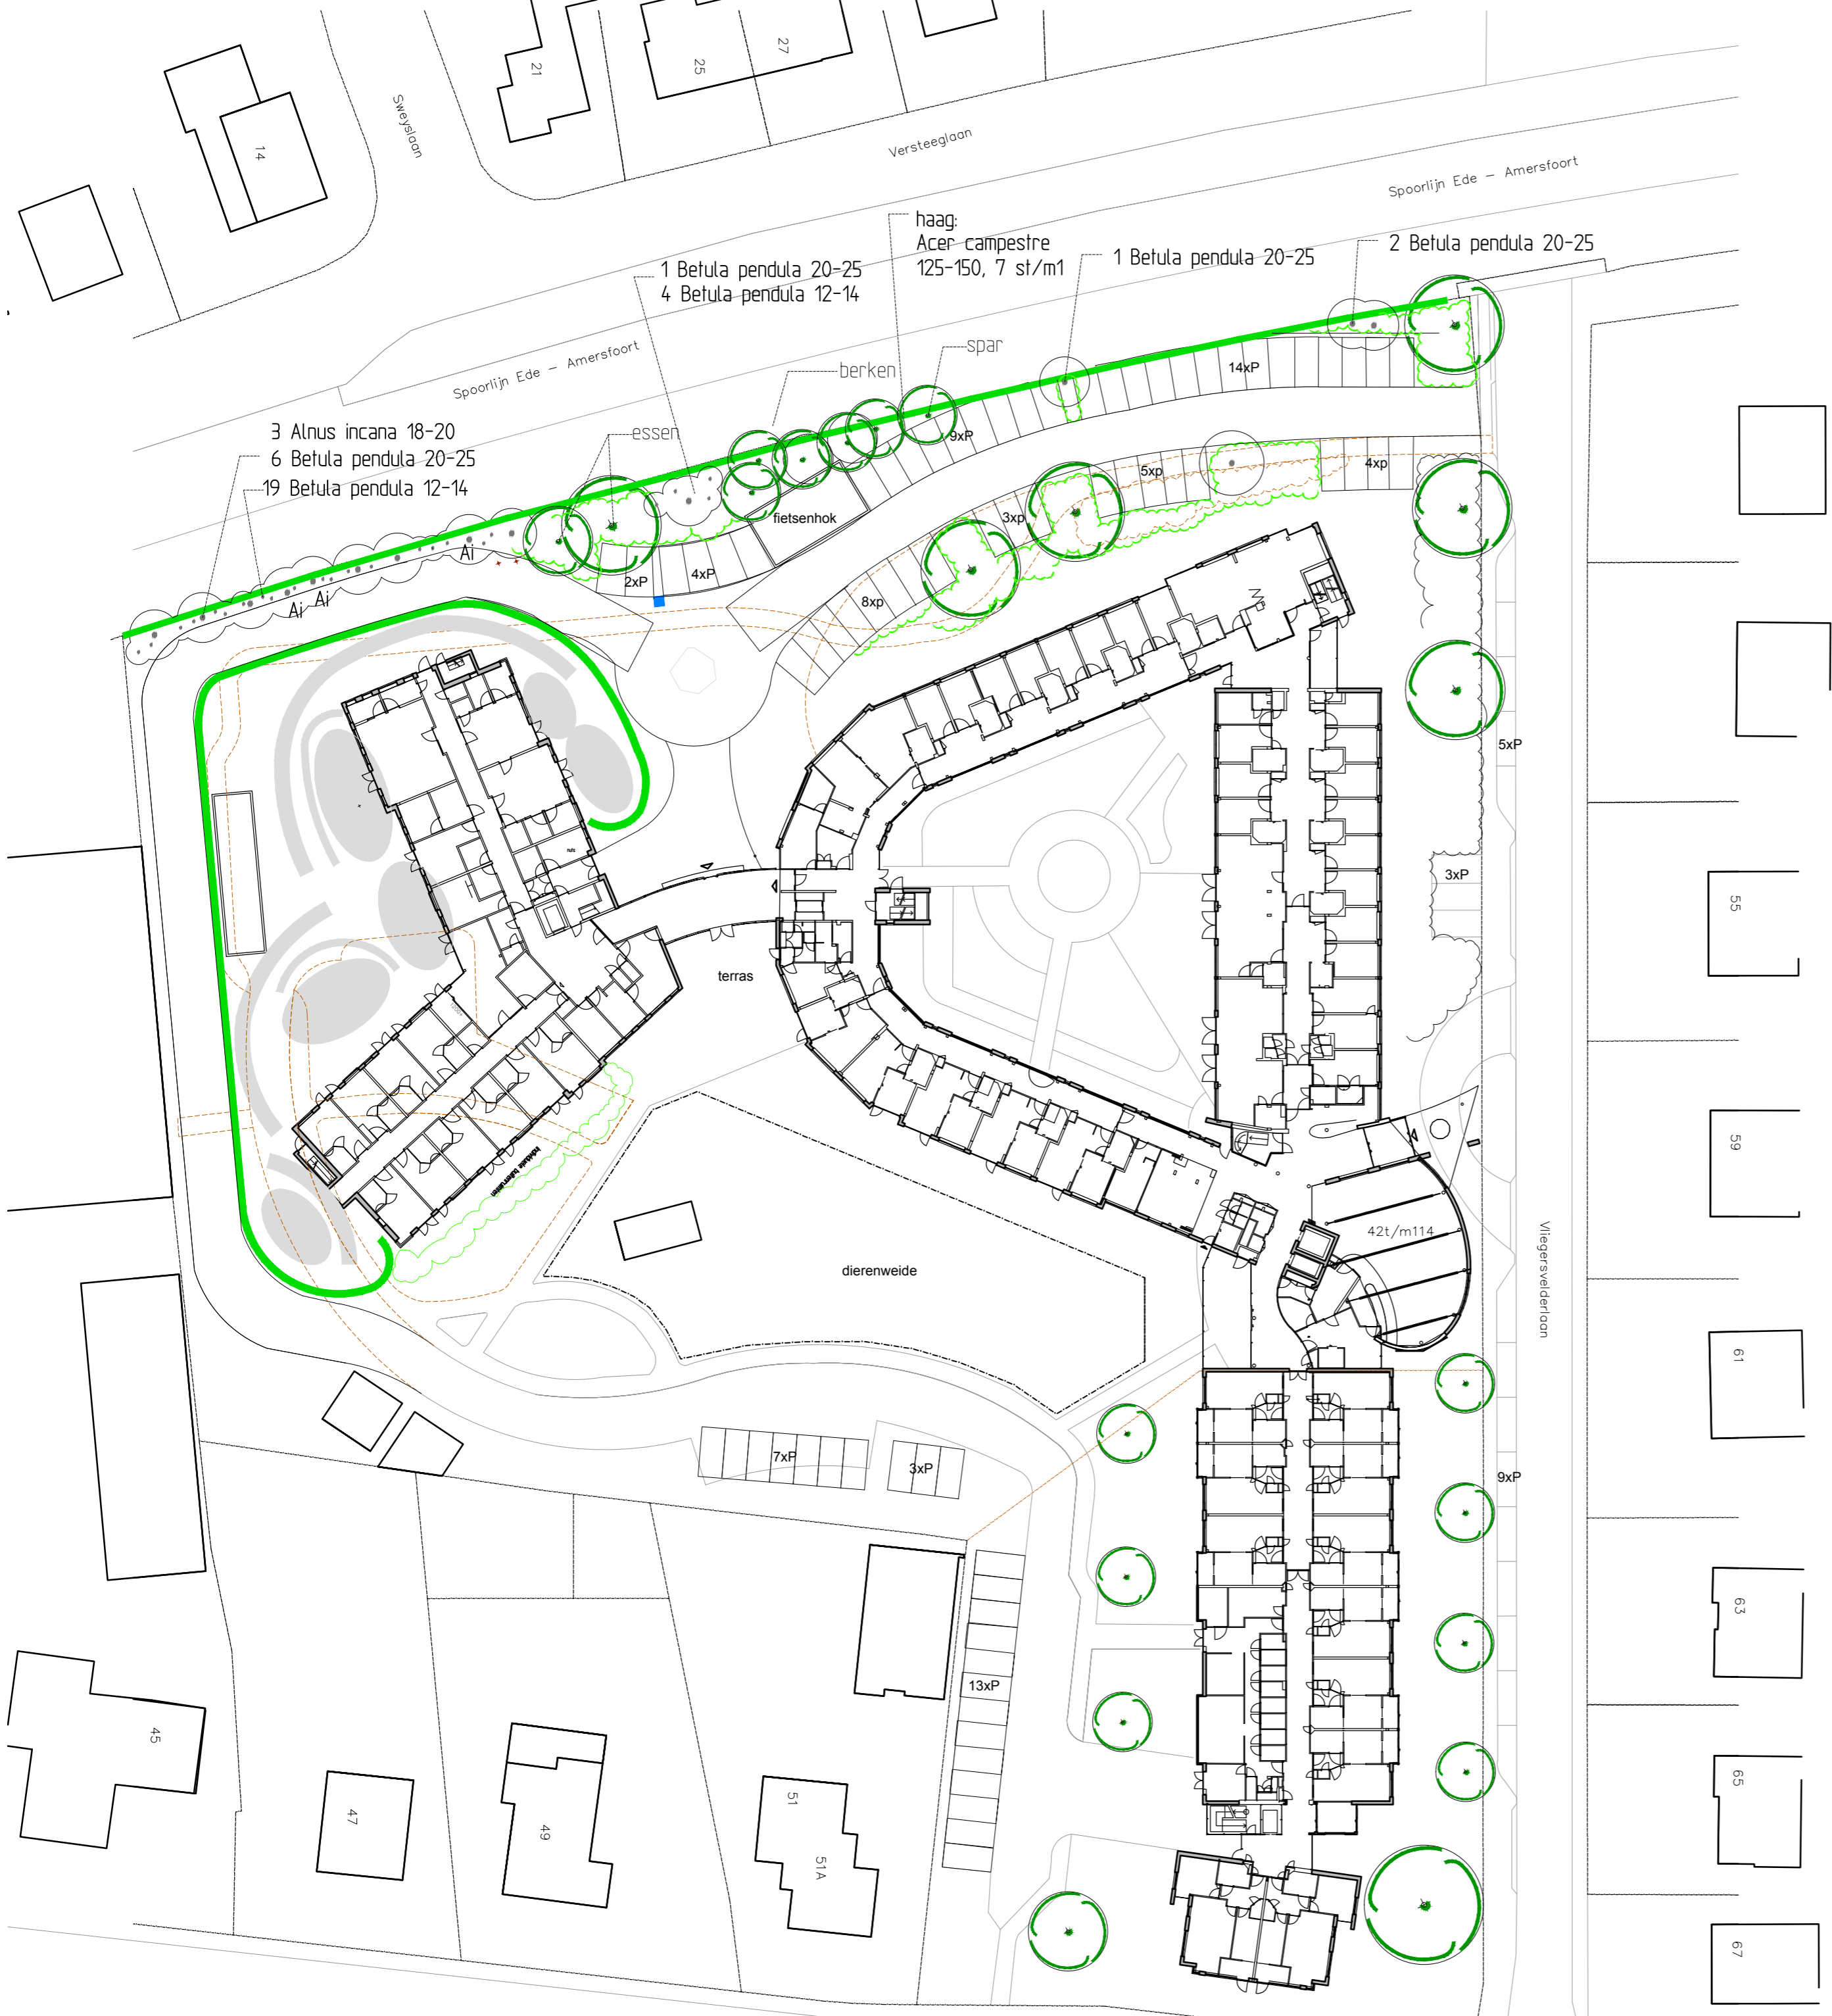 21
25
27
14
Sweyslaan
Versteeglaan
Spoorlijn Ede - Amersfoort
haag:
Acer campestre
125-150, 7 st/m1
1 Betula pendula 20-25
2 Betula pendula 20-25
1 Betula pendula 20-25
4 Betula pendula 12-14
Spoorlijn Ede - Amersfoort
spar
berken
14xP
3 Alnus incana 18-20
6 Betula pendula 20-25
19 Betula pendula 12-14
essen
9xP
5xp
4xp
fietsenhok
3xp
Ai
Ai
Ai
2xP
4xP
8xp
5xP
3xP
55
terras
59
42t/m114
Vliegersvelderlaan
dierenweide
61
7xP
3xP
9xP
63
13xP
45
47
49
51
51A
65
67